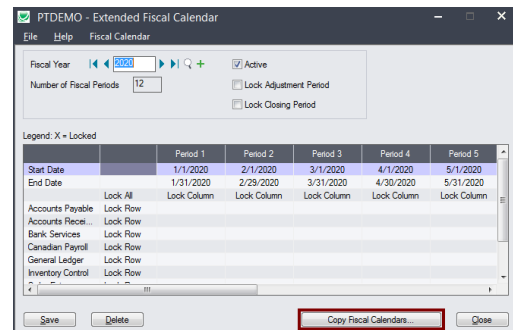 PTDEMO - Extended Fiscal Calendar
File Help Fiscal Calendar
Fiscal Year 2020 Active
Number of Fiscal Periods 12 Lock Adjustment Period
Lock Closing Period
Legend: X = Locked
Period 1 Period 2 Period 3 Period 4 Period 5
Start Date 1/1/2020 2/1/2020 3/1/2020 4/1/2020 5/1/2020
End Date 1/31/2020 2/29/2020 3/31/2020 4/30/2020 5/31/2020
Lock All Lock Column Lock Column Lock Column Lock Column Lock Column
Accounts Payable Lock Row
Accounts Recei... Lock Row
Bank Services Lock Row
Canadian Payroll Lock Row
General Ledger Lock Row
Inventory Control Lock Row
Save Delete Copy Fiscal Calendars... Close